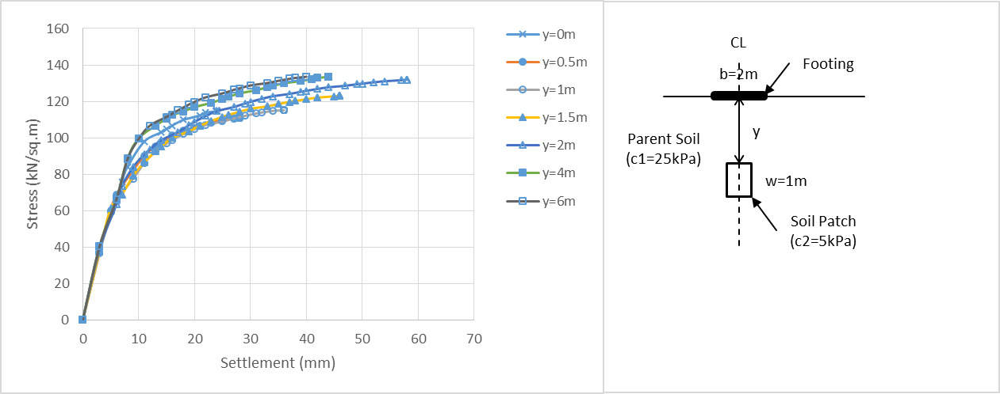 160
140
120
100
80
60
40
20
0
Stress (kN/sq.m)
0 10 20 30 40 50 60 70
Settlement (mm)
y=0m
y=0.5m
y=1m
y=1.5m
y=2m
y=4m
y=6m
CL
b=2m
Footing
y
Parent Soil
(c1=25kPa)
w=1m
Soil Patch
(c2=5kPa)